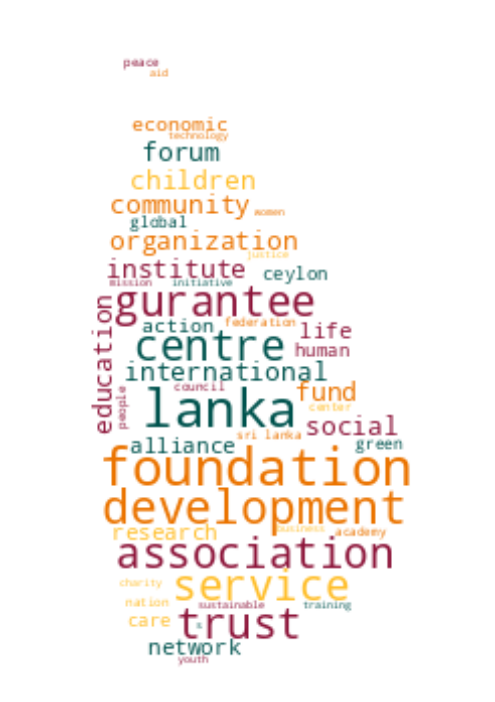 peace
aid
economic
technology
forum
children
community women
global
organization
justice
institute ceylon
mission initiative
gurantee
education
action federation life
centre human
international
people
council fund
lanka center
social
sri lanka
alliance green
foundation
development
research business academy
association
charity service
nation sustainable training
care s trust
network
youth